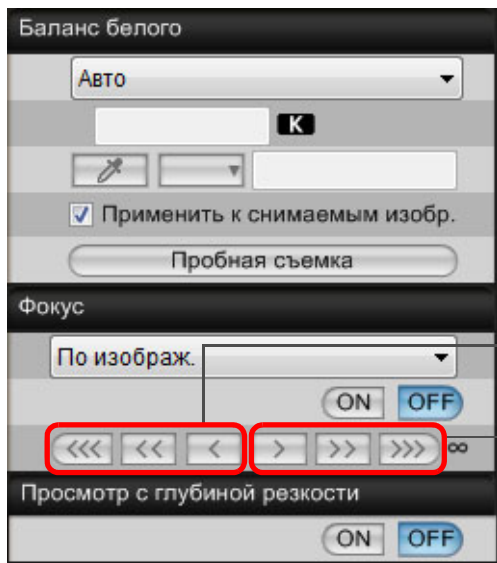 Баланс белого
Авто
K
Применить к снимаемым изобр.
Пробная съемка
Фокус
По изображ.
ON OFF
<<< << < > >> >>> ∞
Просмотр с глубиной резкости
ON OFF